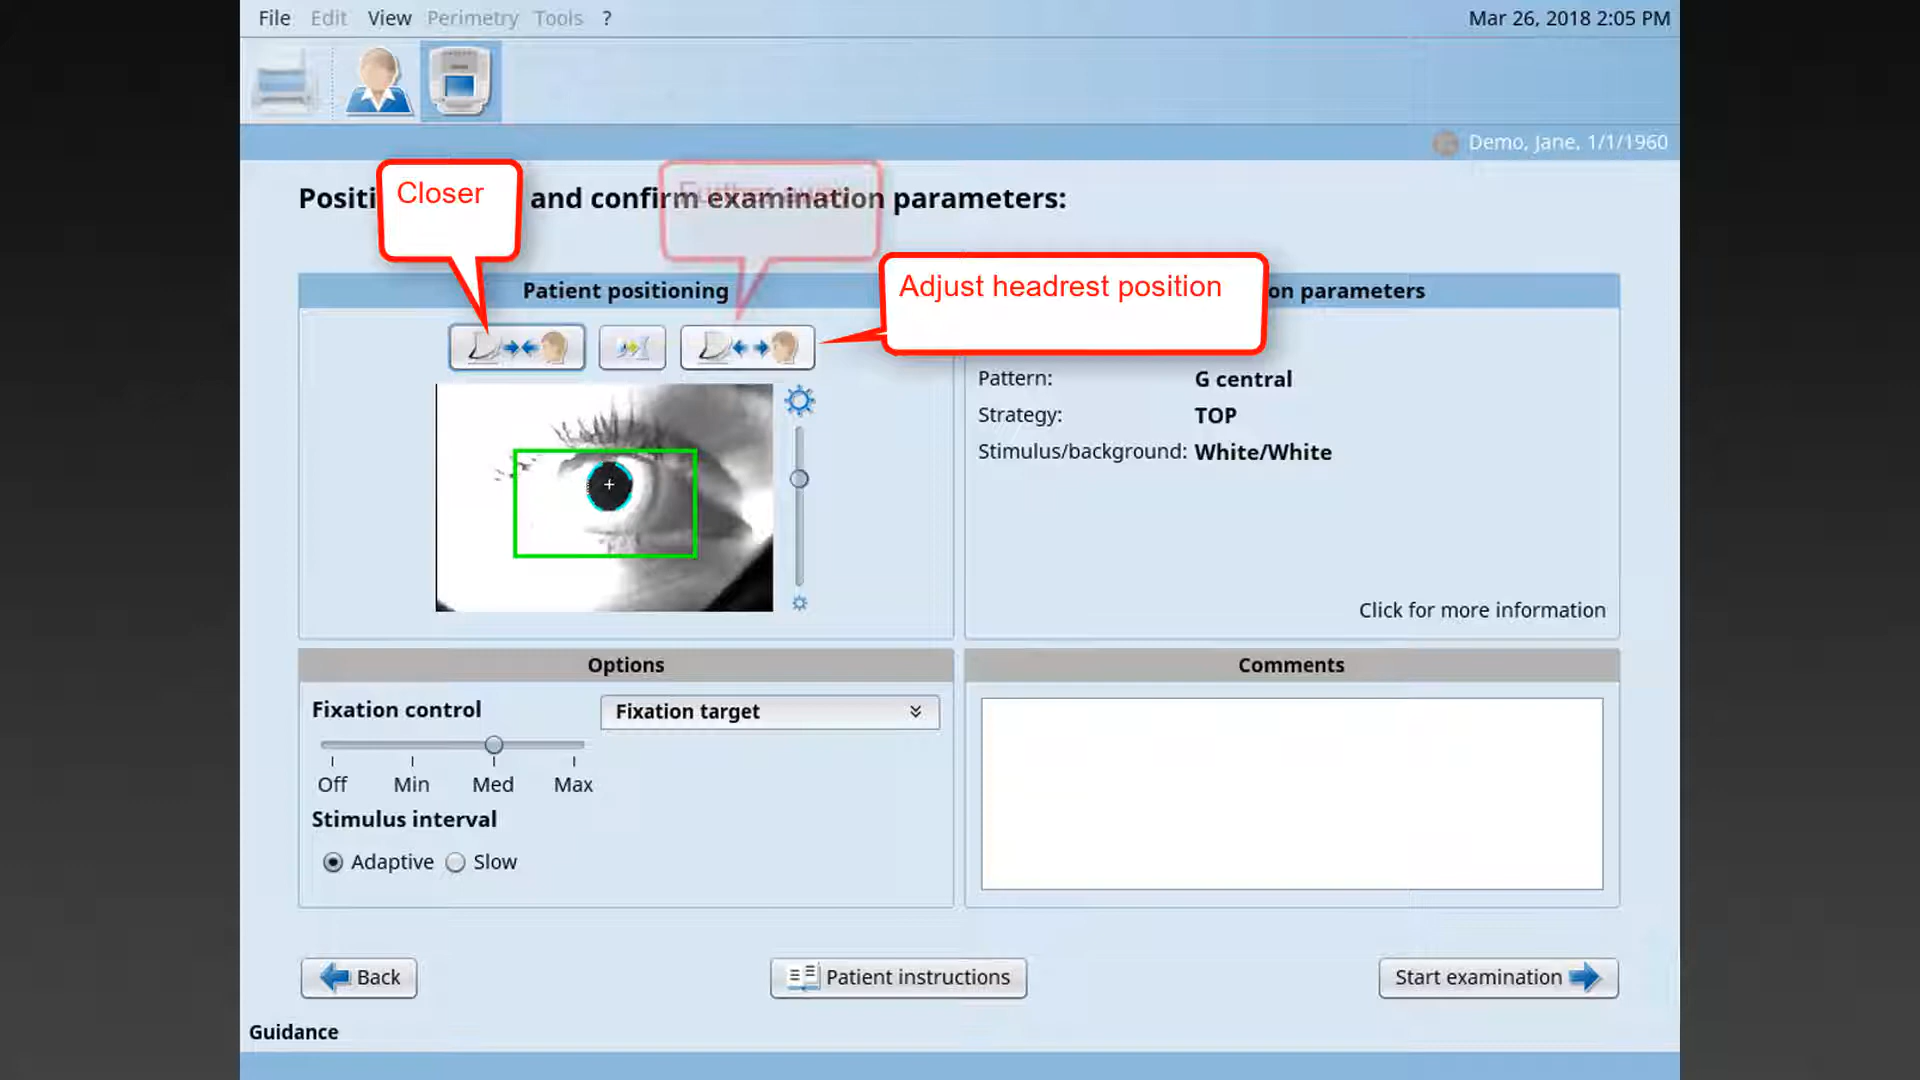 File Edit View Perimetry Tools ?
Mar 26, 2018 2:05 PM
Demo, Jane, 1/1/1960
Closer
Positi and confirm examination parameters:
Adjust headrest position
Patient positioning
on parameters
Pattern: G central
Strategy: TOP
Stimulus/background: White/White
Click for more information
Options
Comments
Fixation control
Fixation target
Off Min Med Max
Stimulus interval
Adaptive Slow
Back
Patient instructions
Start examination
Guidance